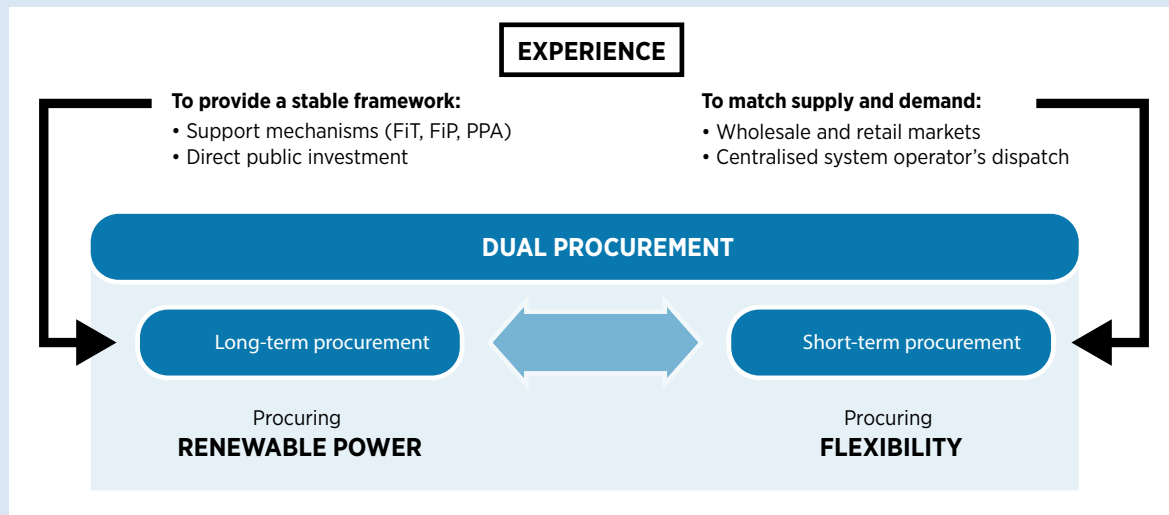 EXPERIENCE
To provide a stable framework:
• Support mechanisms (FiT, FiP, PPA)
• Direct public investment
To match supply and demand:
• Wholesale and retail markets
• Centralised system operator’s dispatch
DUAL PROCUREMENT
Long-term procurement
Short-term procurement
Procuring
RENEWABLE POWER
Procuring
FLEXIBILITY